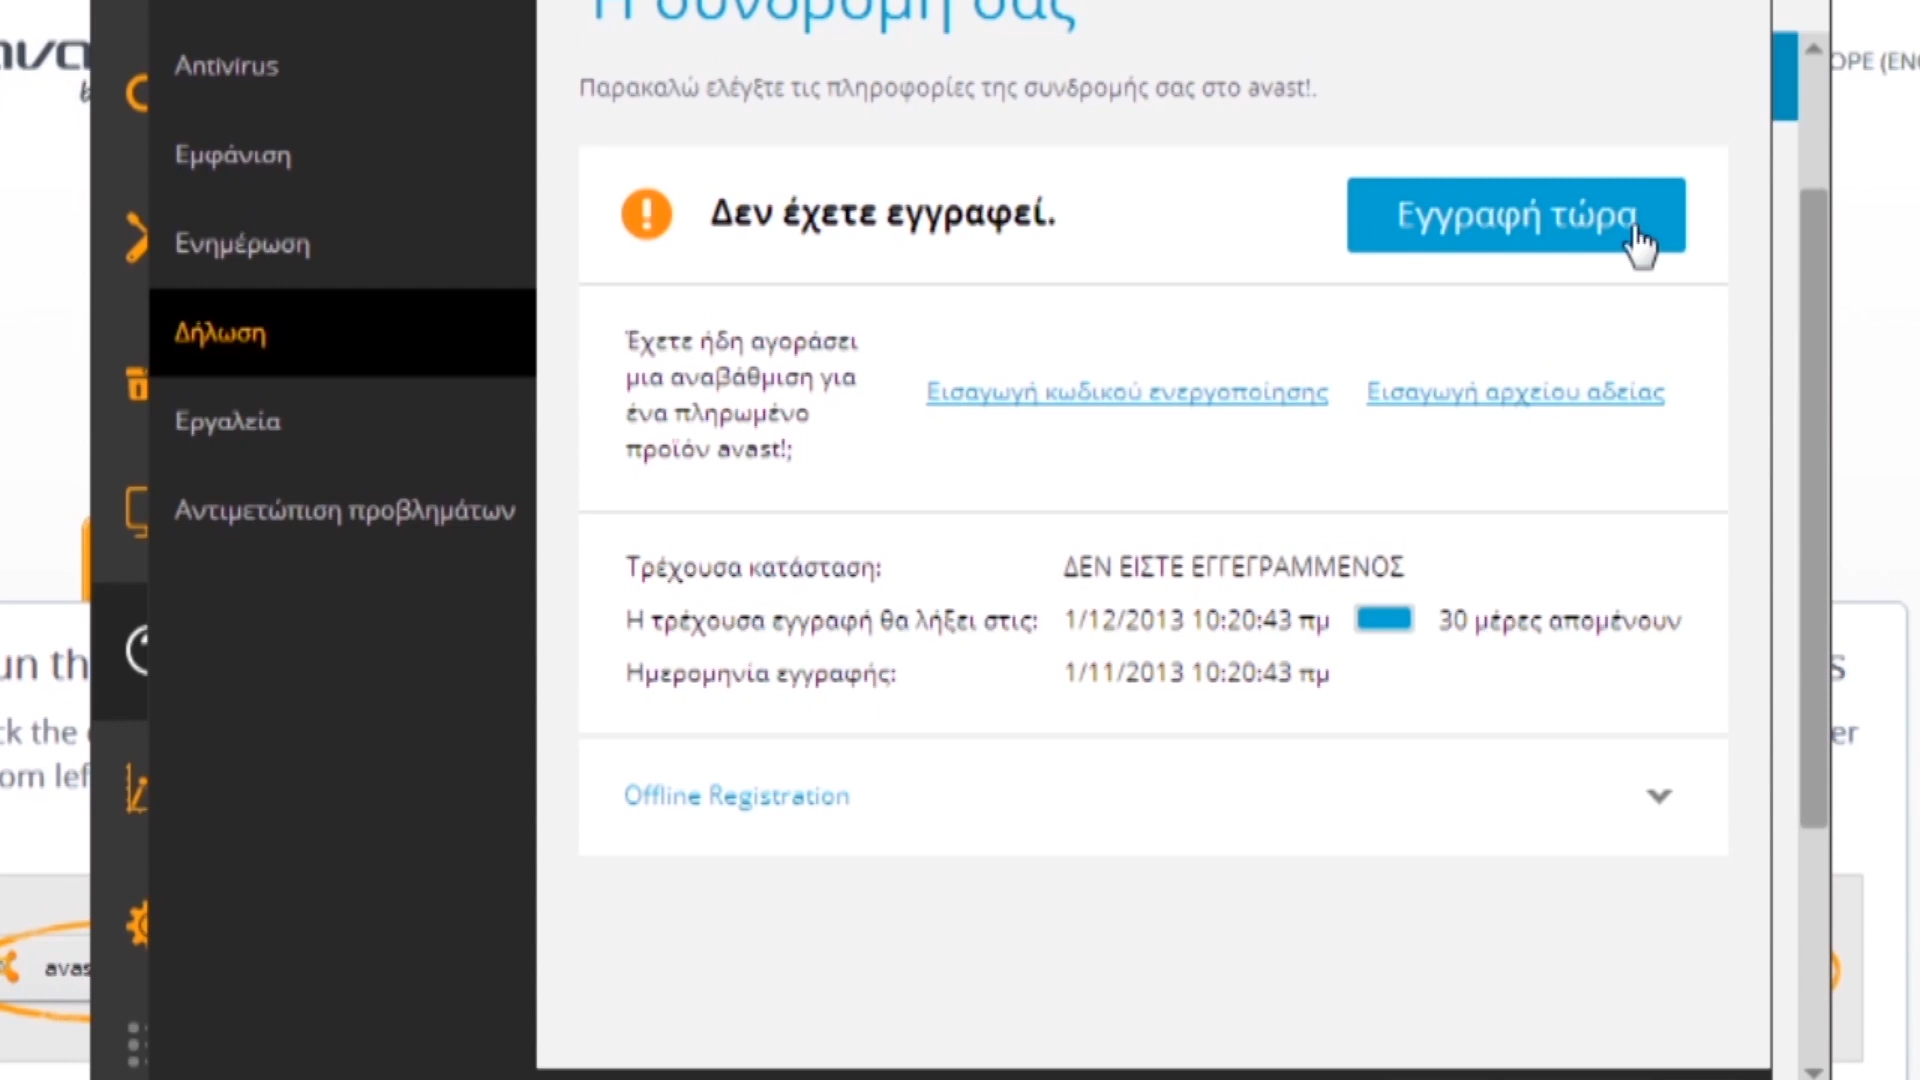 Η συνδρομή σας
Antivirus
Παρακαλώ ελέγξτε τις πληροφορίες της συνδρομής σας στο avast!.
Εμφάνιση
Δεν έχετε εγγραφεί.
Εγγραφή τώρα
Ενημέρωση
Δήλωση
Έχετε ήδη αγοράσει
μια αναβάθμιση για
ένα πληρωμένο
προϊόν avast!;
Εισαγωγή κωδικού ενεργοποίησης
Εισαγωγή αρχείου αδείας
Εργαλεία
Αντιμετώπιση προβλημάτων
Τρέχουσα κατάσταση:
ΔΕΝ ΕΙΣΤΕ ΕΓΓΕΓΡΑΜΜΕΝΟΣ
Η τρέχουσα εγγραφή θα λήξει στις:
1/12/2013 10:20:43 πμ
30 μέρες απομένουν
Ημερομηνία εγγραφής:
1/11/2013 10:20:43 πμ
Offline Registration